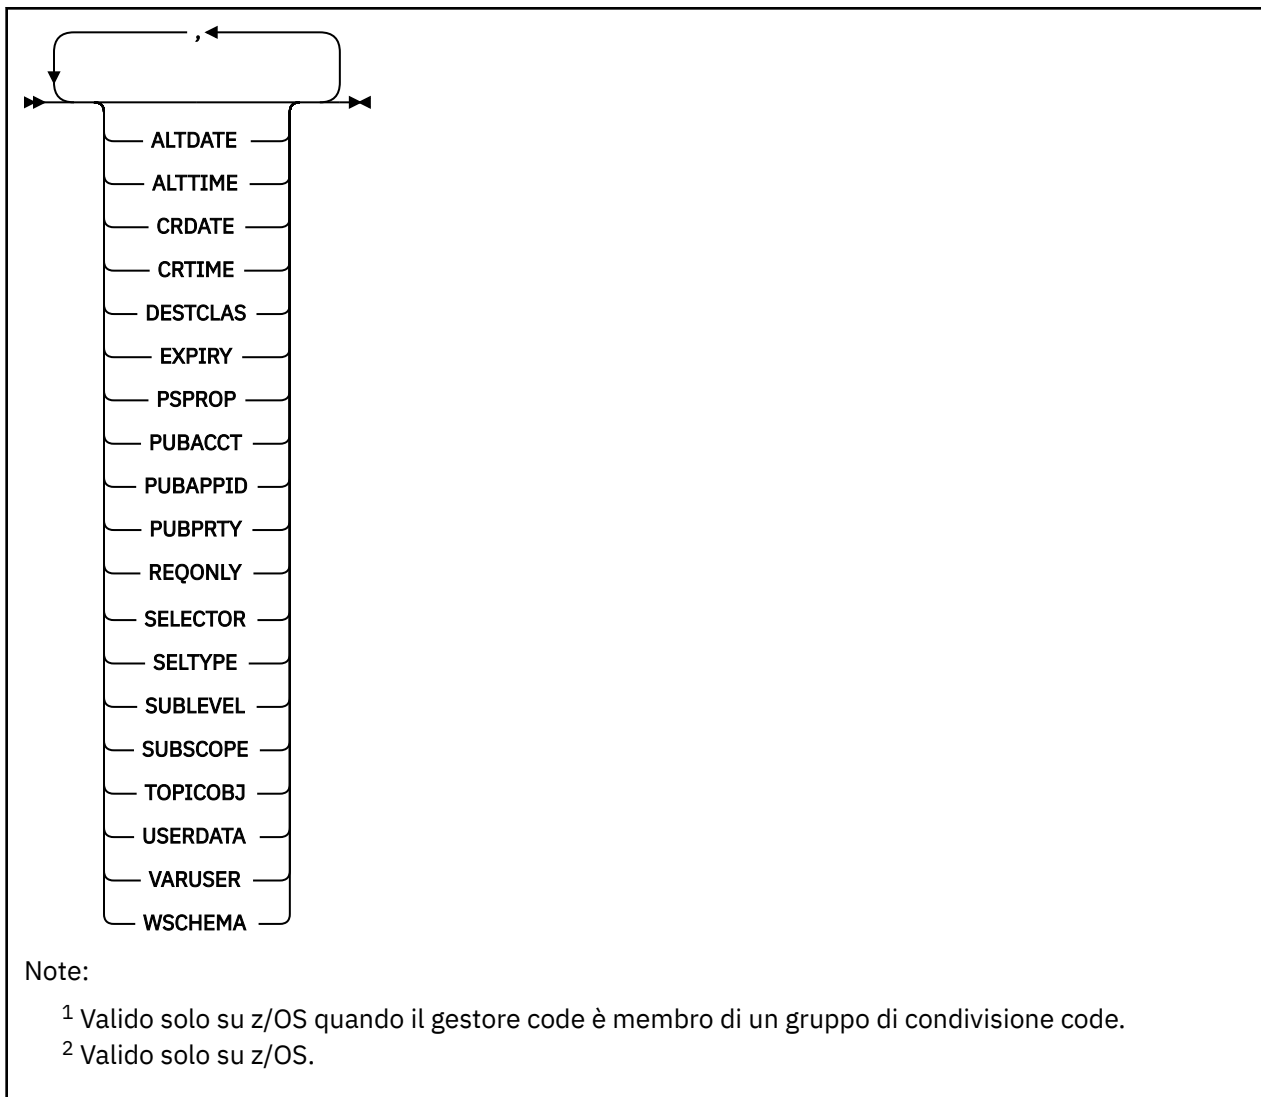 ,
ALTDATE
ALTTIME
CRDATE
CRTIME
DESTCLAS
EXPIRY
PSPROP
PUBACCT
PUBAPPID
PUBPRTY
REQONLY
SELECTOR
SELTYPE
SUBLEVEL
SUBSCOPE
TOPICOBJ
USERDATA
VARUSER
WSCHEMA
Note:
1 Valido solo su z/OS quando il gestore code è membro di un gruppo di condivisione code.
2 Valido solo su z/OS.